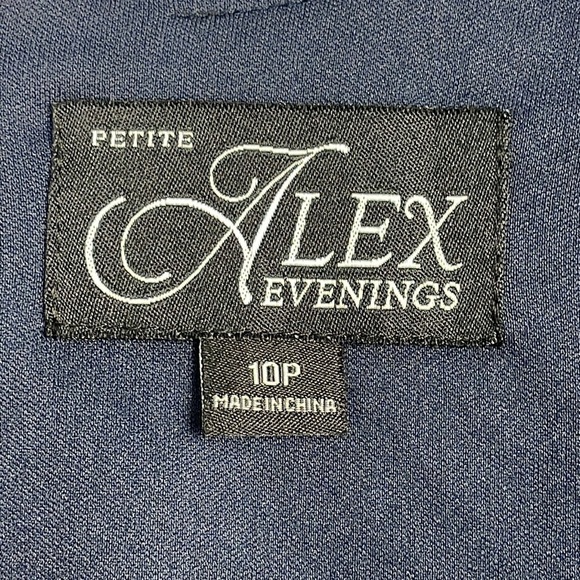 PETITE
ALEX
EVENINGS
10P
MADE IN CHINA